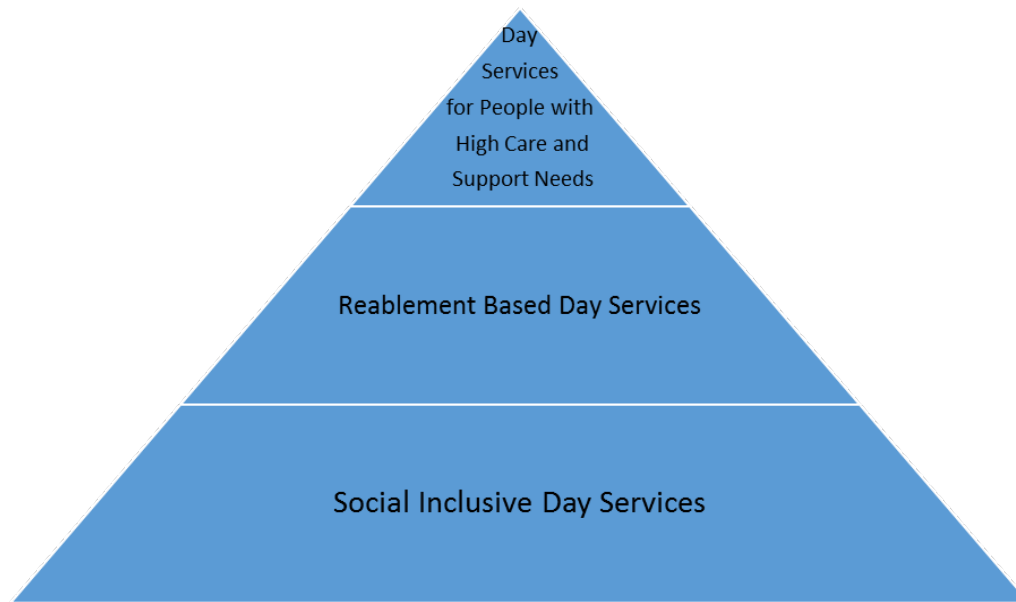 Day
Services
for People with
High Care and
Support Needs
Reablement Based Day Services
Social Inclusive Day Services